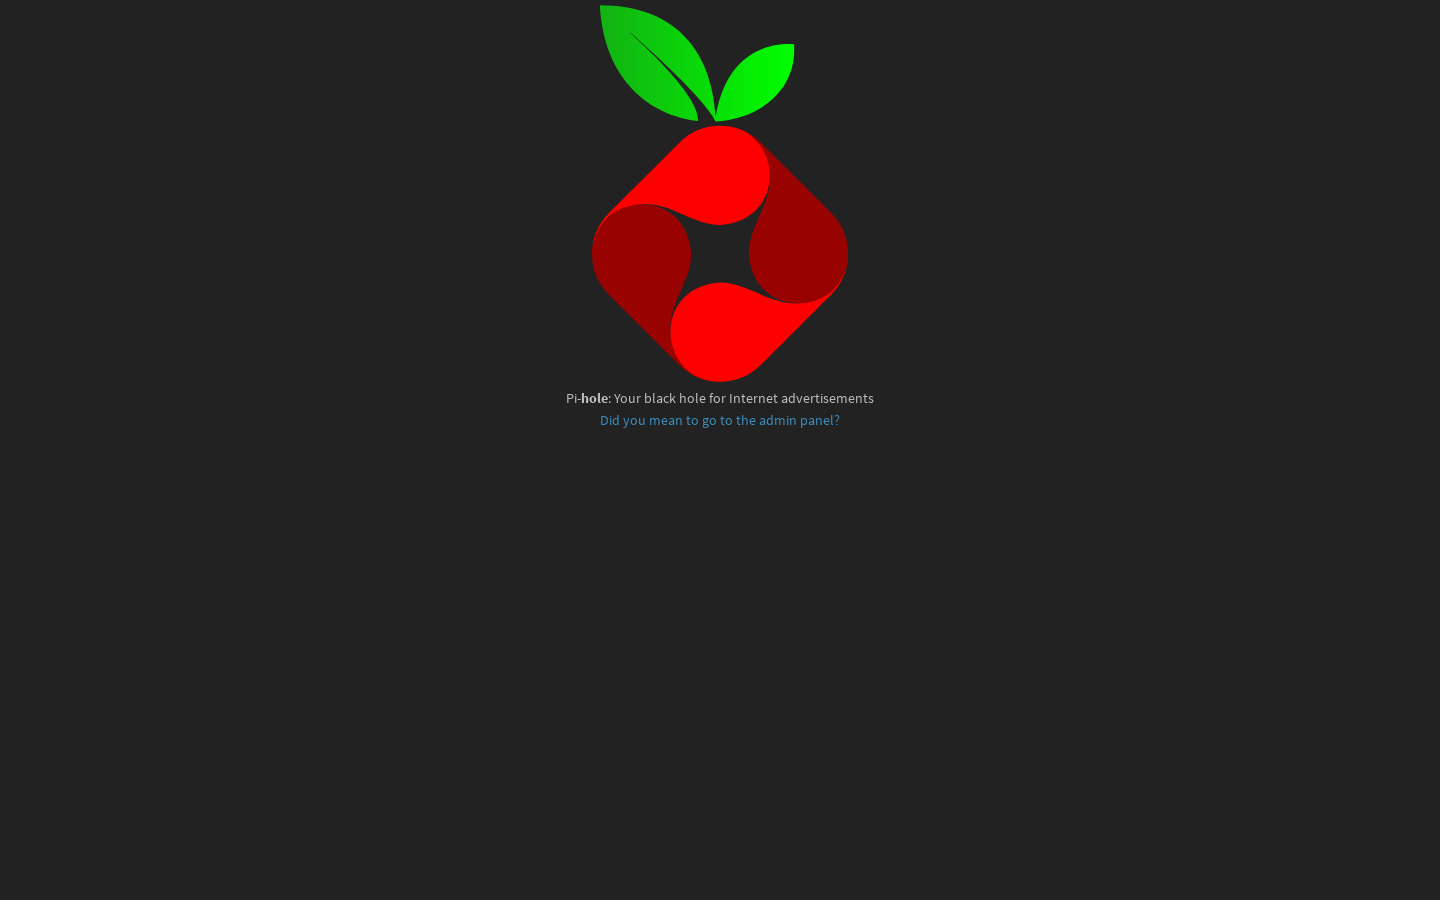 Pi-hole: Your black hole for Internet advertisements
Did you mean to go to the admin panel?